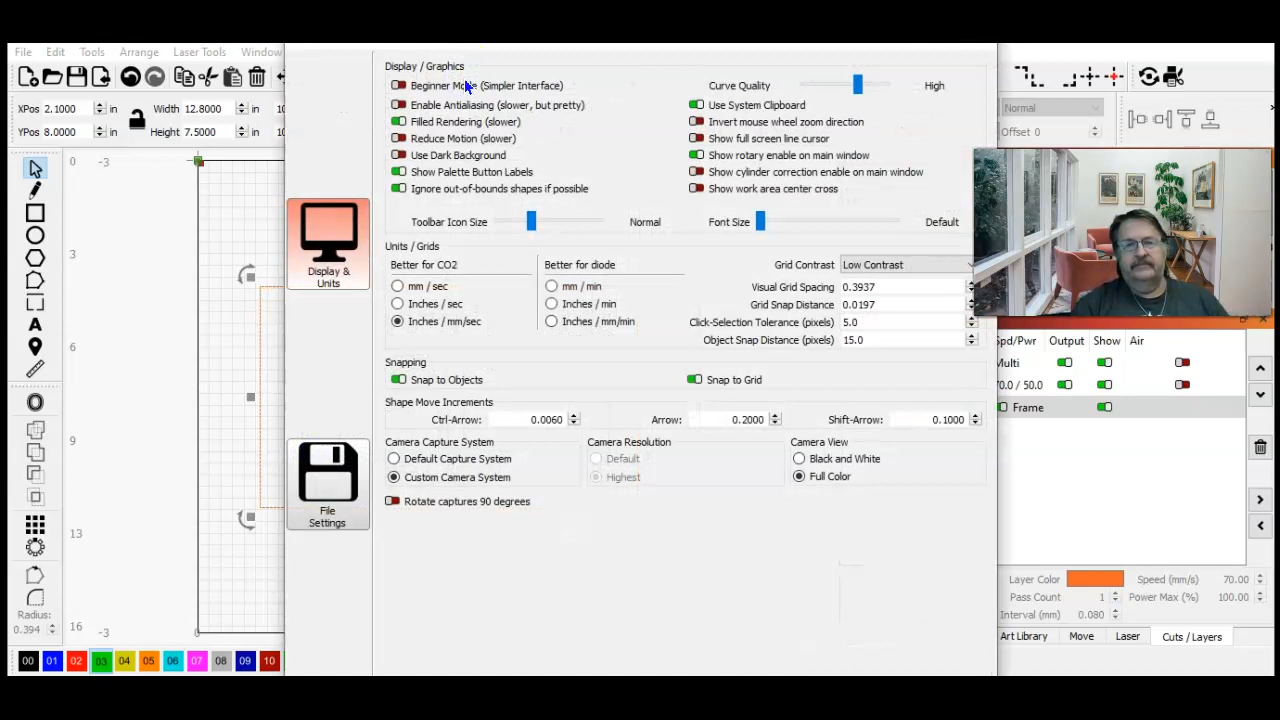 File Edit Tools Arrange Laser Tools Window
XPos 2.1000 in Width 12.8000 in
YPos 8.0000 in Height 7.5000 in
Normal
Offset 0
0 -3
3
6
9
13
16 -3 0
Radius:
0.394
00 01 02 03 04 05 06 07 08 09 10
Display & Units
File Settings
Display / Graphics
Beginner Mode (Simpler Interface)
Enable Antialiasing (slower, but pretty)
Filled Rendering (slower)
Reduce Motion (slower)
Use Dark Background
Show Palette Button Labels
Ignore out-of-bounds shapes if possible
Curve Quality High
Use System Clipboard
Invert mouse wheel zoom direction
Show full screen line cursor
Show rotary enable on main window
Show cylinder correction enable on main window
Show work area center cross
Toolbar Icon Size Normal Font Size Default
Units / Grids
Better for CO2
mm / sec
Inches / sec
Inches / mm/sec
Better for diode
mm / min
Inches / min
Inches / mm/min
Grid Contrast Low Contrast
Visual Grid Spacing 0.3937
Grid Snap Distance 0.0197
Click-Selection Tolerance (pixels) 5.0
Object Snap Distance (pixels) 15.0
Snapping
Snap to Objects Snap to Grid
Shape Move Increments
Ctrl-Arrow: 0.0060 Arrow: 0.2000 Shift-Arrow: 0.1000
Camera Capture System
Default Capture System
Custom Camera System
Camera Resolution
Default
Highest
Camera View
Black and White
Full Color
Rotate captures 90 degrees
Spd/Pwr Output Show Air
Multi
70.0 / 50.0
Frame
Layer Color Speed (mm/s) 70.00
Pass Count 1 Power Max (%) 100.00
Interval (mm) 0.080
Art Library Move Laser Cuts / Layers